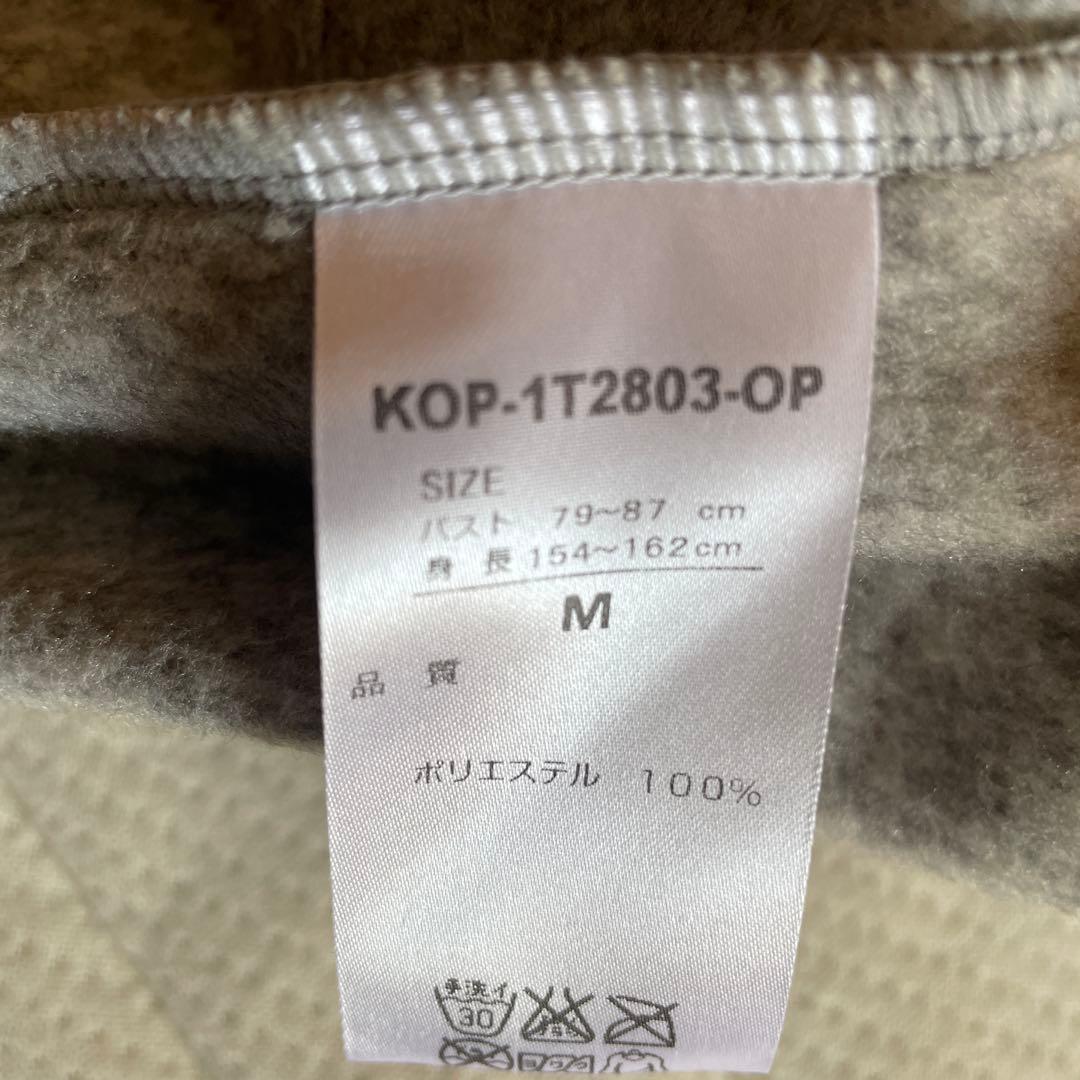 KOP-1T2803-OP
SIZE
バスト 79~87 cm
身長 154~162cm
M
品質
ポリエステル 100%
手洗イ
30